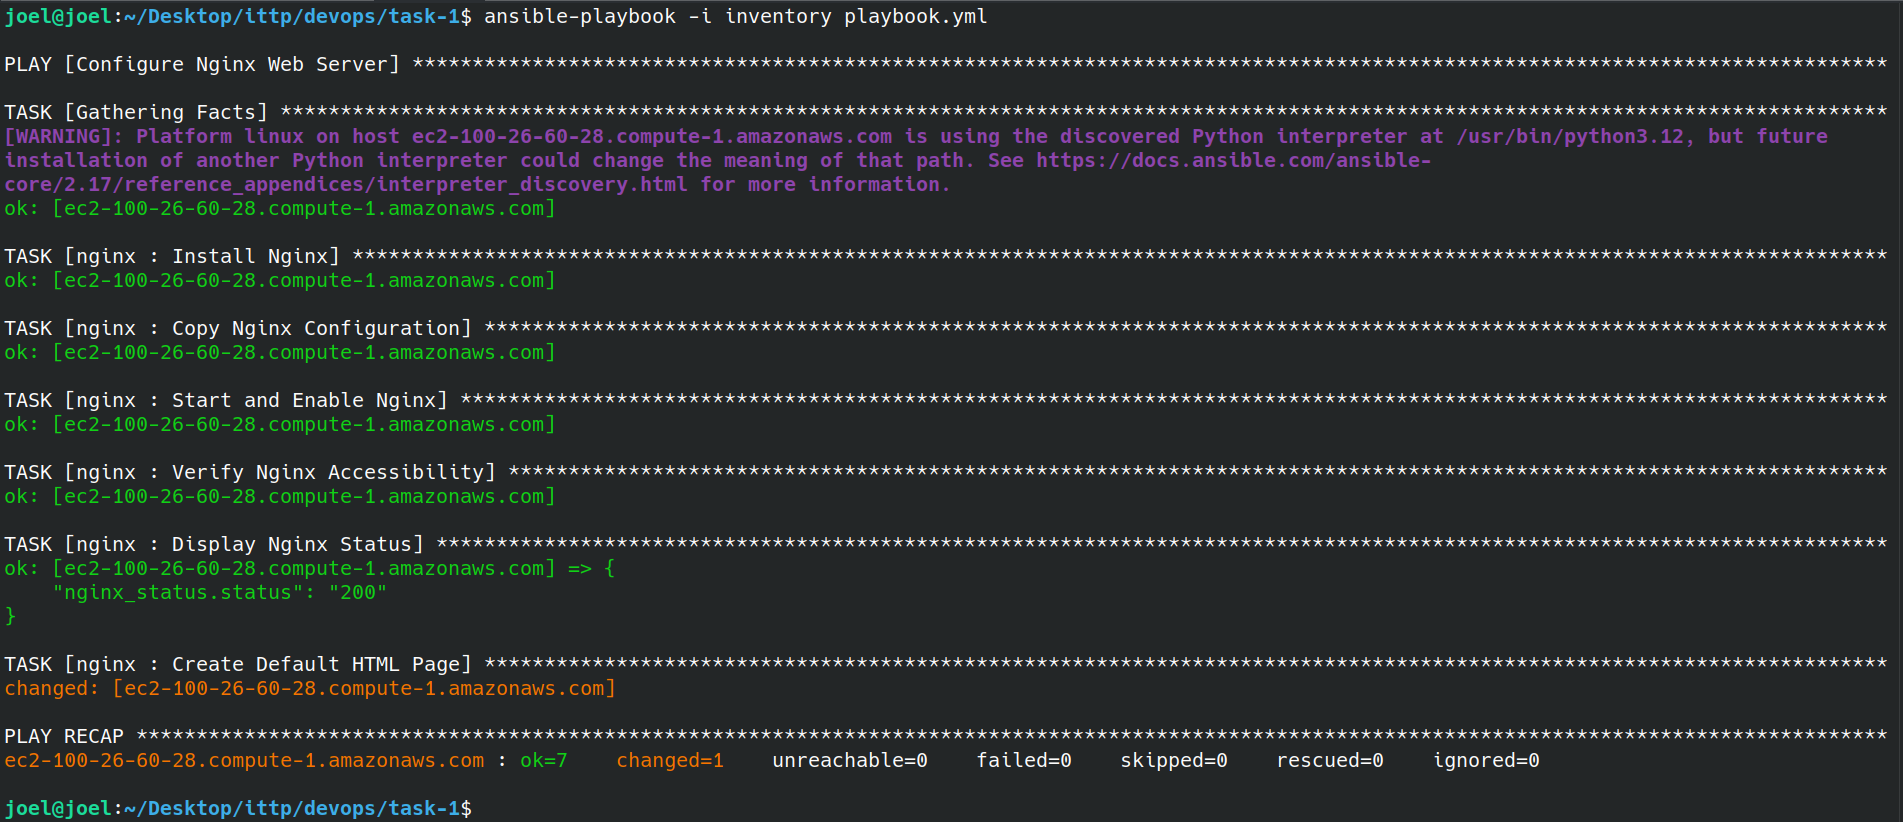 joel@joel:~/Desktop/ittp/devops/task-1$ ansible-playbook -i inventory playbook.yml
PLAY [Configure Nginx Web Server] ***************************************************************************************************************************
TASK [Gathering Facts] **************************************************************************************************************************************
[WARNING]: Platform linux on host ec2-100-26-60-28.compute-1.amazonaws.com is using the discovered Python interpreter at /usr/bin/python3.12, but future
installation of another Python interpreter could change the meaning of that path. See https://docs.ansible.com/ansible-
core/2.17/reference_appendices/interpreter_discovery.html for more information.
ok: [ec2-100-26-60-28.compute-1.amazonaws.com]
TASK [nginx : Install Nginx] ********************************************************************************************************************************
ok: [ec2-100-26-60-28.compute-1.amazonaws.com]
TASK [nginx : Copy Nginx Configuration] *********************************************************************************************************************
ok: [ec2-100-26-60-28.compute-1.amazonaws.com]
TASK [nginx : Start and Enable Nginx] ***********************************************************************************************************************
ok: [ec2-100-26-60-28.compute-1.amazonaws.com]
TASK [nginx : Verify Nginx Accessibility] *******************************************************************************************************************
ok: [ec2-100-26-60-28.compute-1.amazonaws.com]
TASK [nginx : Display Nginx Status] *************************************************************************************************************************
ok: [ec2-100-26-60-28.compute-1.amazonaws.com] => {
    "nginx_status.status": "200"
}
TASK [nginx : Create Default HTML Page] *********************************************************************************************************************
changed: [ec2-100-26-60-28.compute-1.amazonaws.com]
PLAY RECAP **************************************************************************************************************************************************
ec2-100-26-60-28.compute-1.amazonaws.com : ok=7    changed=1    unreachable=0    failed=0    skipped=0    rescued=0    ignored=0
joel@joel:~/Desktop/ittp/devops/task-1$